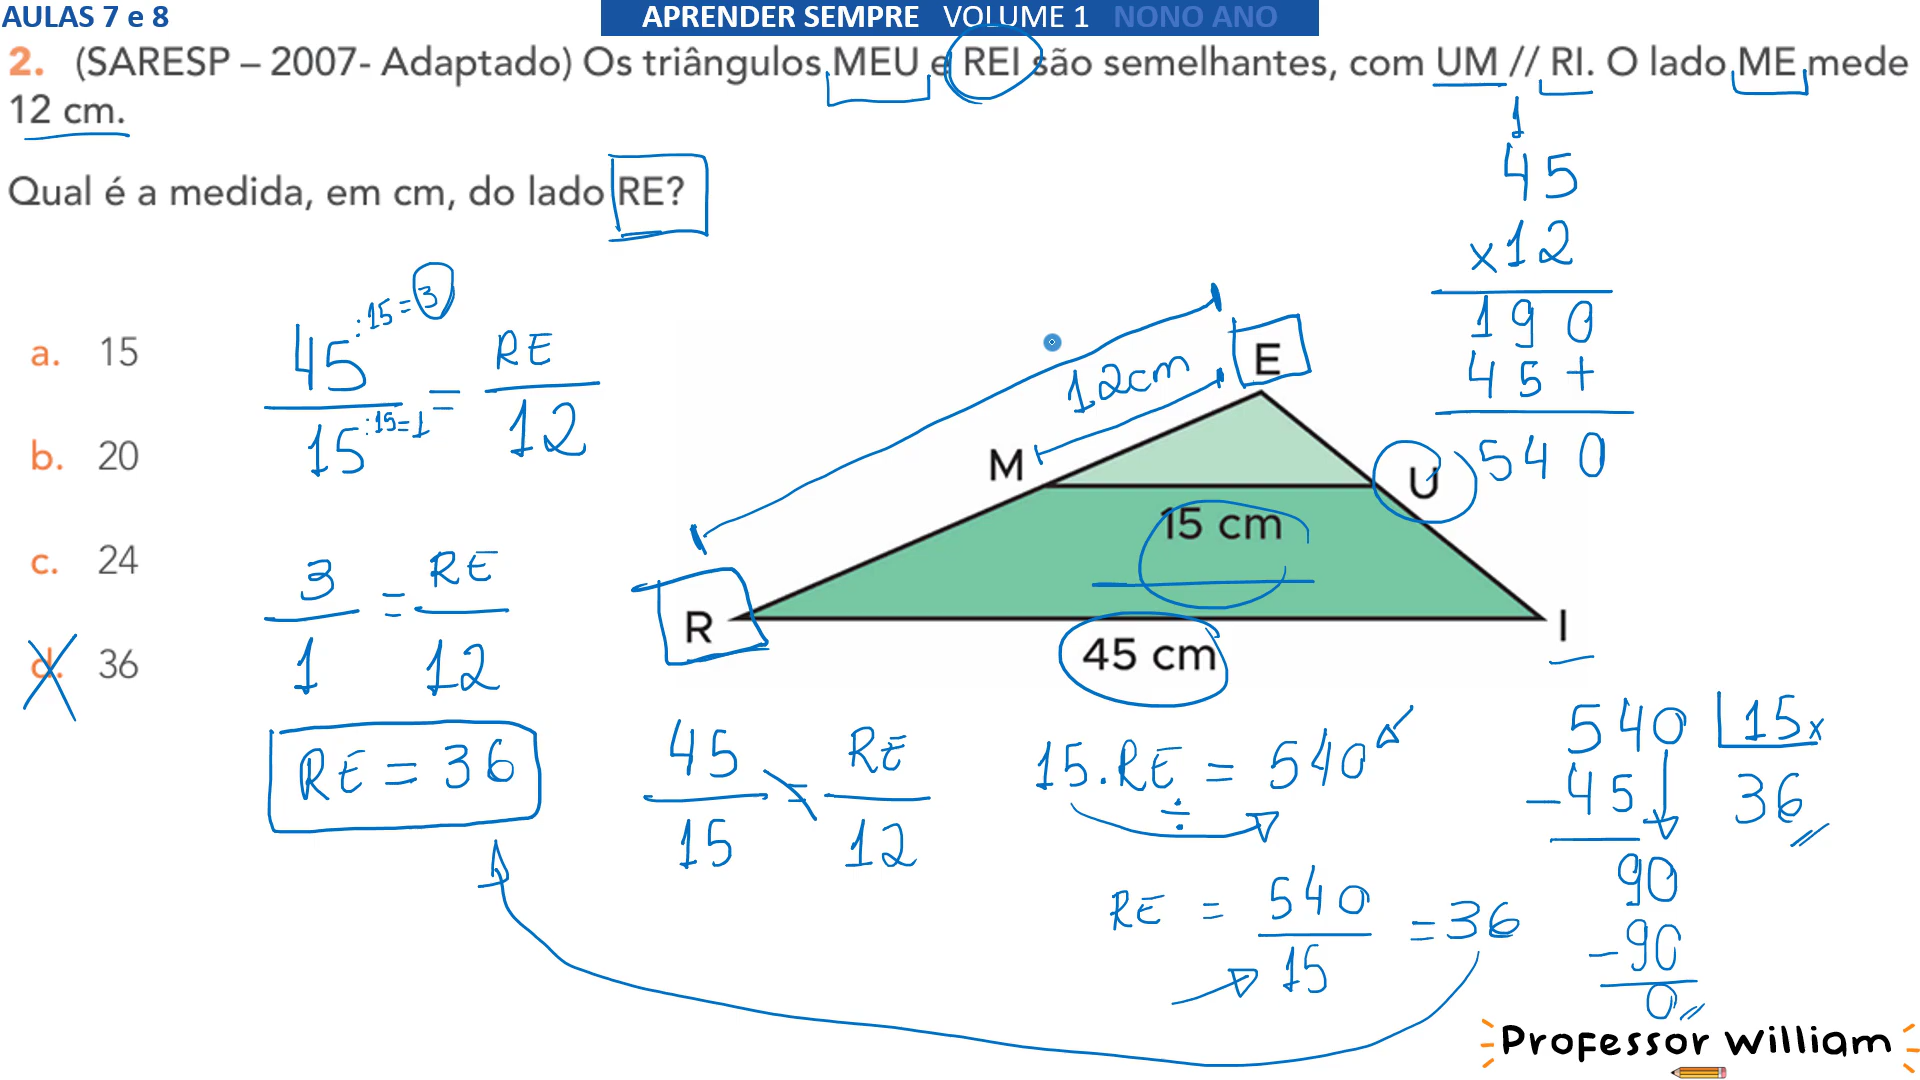 AULAS 7 e 8
APRENDER SEMPRE VOLUME 1 NONO ANO
2. (SARESP – 2007- Adaptado) Os triângulos MEU e REI são semelhantes, com UM // RI. O lado ME mede
12 cm.
Qual é a medida, em cm, do lado RE?
a. 15
b. 20
c. 24
d. 36
45 :15=3
15 :15=1
=
RE
12
3
1
=
RE
12
RE = 36
E
12cm
M
U
15 cm
R
I
45 cm
1
45
x12
190
45+
540
45
15
=
RE
12
15.RE = 540
÷
RE = 540
15
=36
540 15x
-45 36
90
-90
0
Professor William